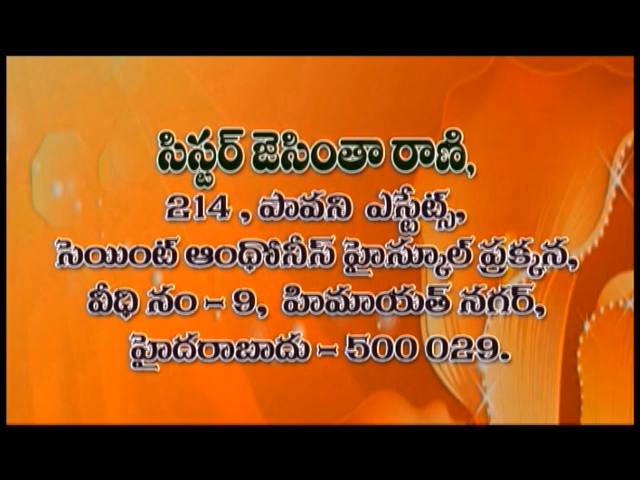 సిస్టర్ జెసింతా రాణి,
214 , పావని ఎస్టేట్స్,
సెయింట్ ఆంథోనీస్ హైస్కూల్ ప్రక్కన,
వీధి నం - 9, హిమాయత్ నగర్,
హైదరాబాదు - 500 029.